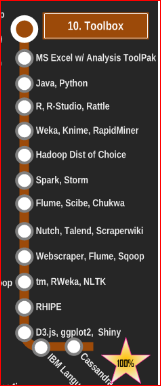 10. Toolbox
MS Excel w/ Analysis ToolPak
Java, Python
R, R-Studio, Rattle
Weka, Knime, RapidMiner
Hadoop Dist of Choice
Spark, Storm
Flume, Scibe, Chukwa
Nutch, Talend, Scraperwiki
Webscraper, Flume, Sqoop
tm, RWeka, NLTK
RHIPE
D3.js, ggplot2, Shiny
IBM
Cassandra
100%